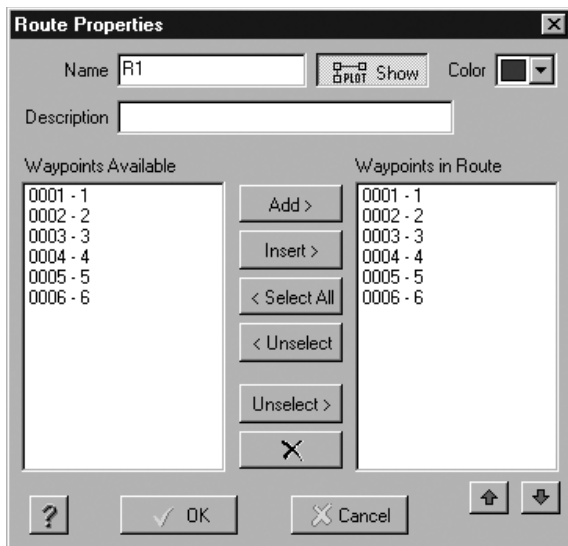 Route Properties
Name R1 PLOT Show Color
Description
Waypoints Available Waypoints in Route
0001 - 1
0002 - 2
0003 - 3
0004 - 4
0005 - 5
0006 - 6
Add >
Insert >
< Select All
< Unselect
Unselect >
0001 - 1
0002 - 2
0003 - 3
0004 - 4
0005 - 5
0006 - 6
? OK Cancel